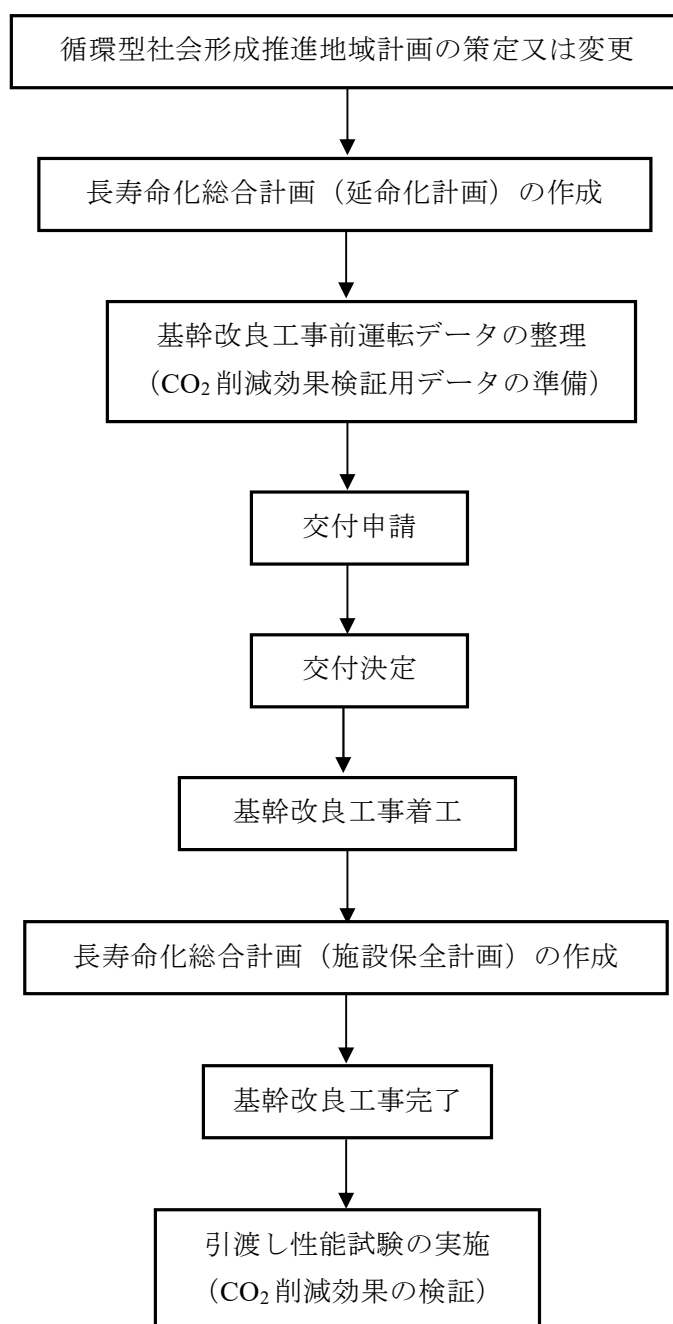 循環型社会形成推進地域計画の策定又は変更
長寿命化総合計画（延命化計画）の作成
基幹改良工事前運転データの整理
（CO₂削減効果検証用データの準備）
交付申請
交付決定
基幹改良工事着工
長寿命化総合計画（施設保全計画）の作成
基幹改良工事完了
引渡し性能試験の実施
（CO₂削減効果の検証）